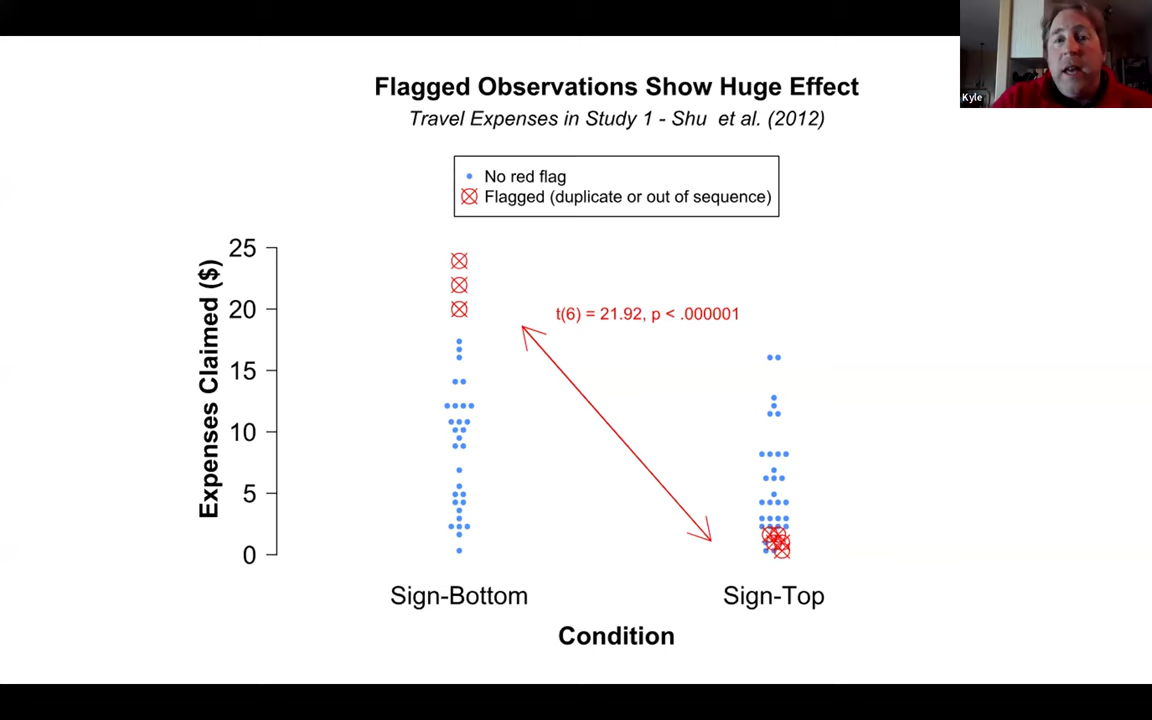 Flagged Observations Show Huge Effect
Travel Expenses in Study 1 - Shu et al. (2012)
No red flag
Flagged (duplicate or out of sequence)
Expenses Claimed ($)
25
20
15
10
5
0
t(6) = 21.92, p < .000001
Sign-Bottom
Sign-Top
Condition
Kyle